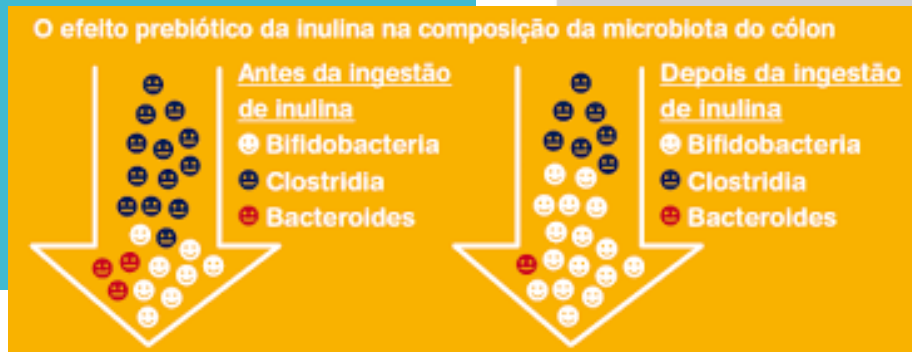 O efeito prebiótico da inulina na composição da microbiota do cólon
Antes da ingestão
de inulina
Bifidobacteria
Clostridia
Bacteroides
Depois da ingestão
de inulina
Bifidobacteria
Clostridia
Bacteroides